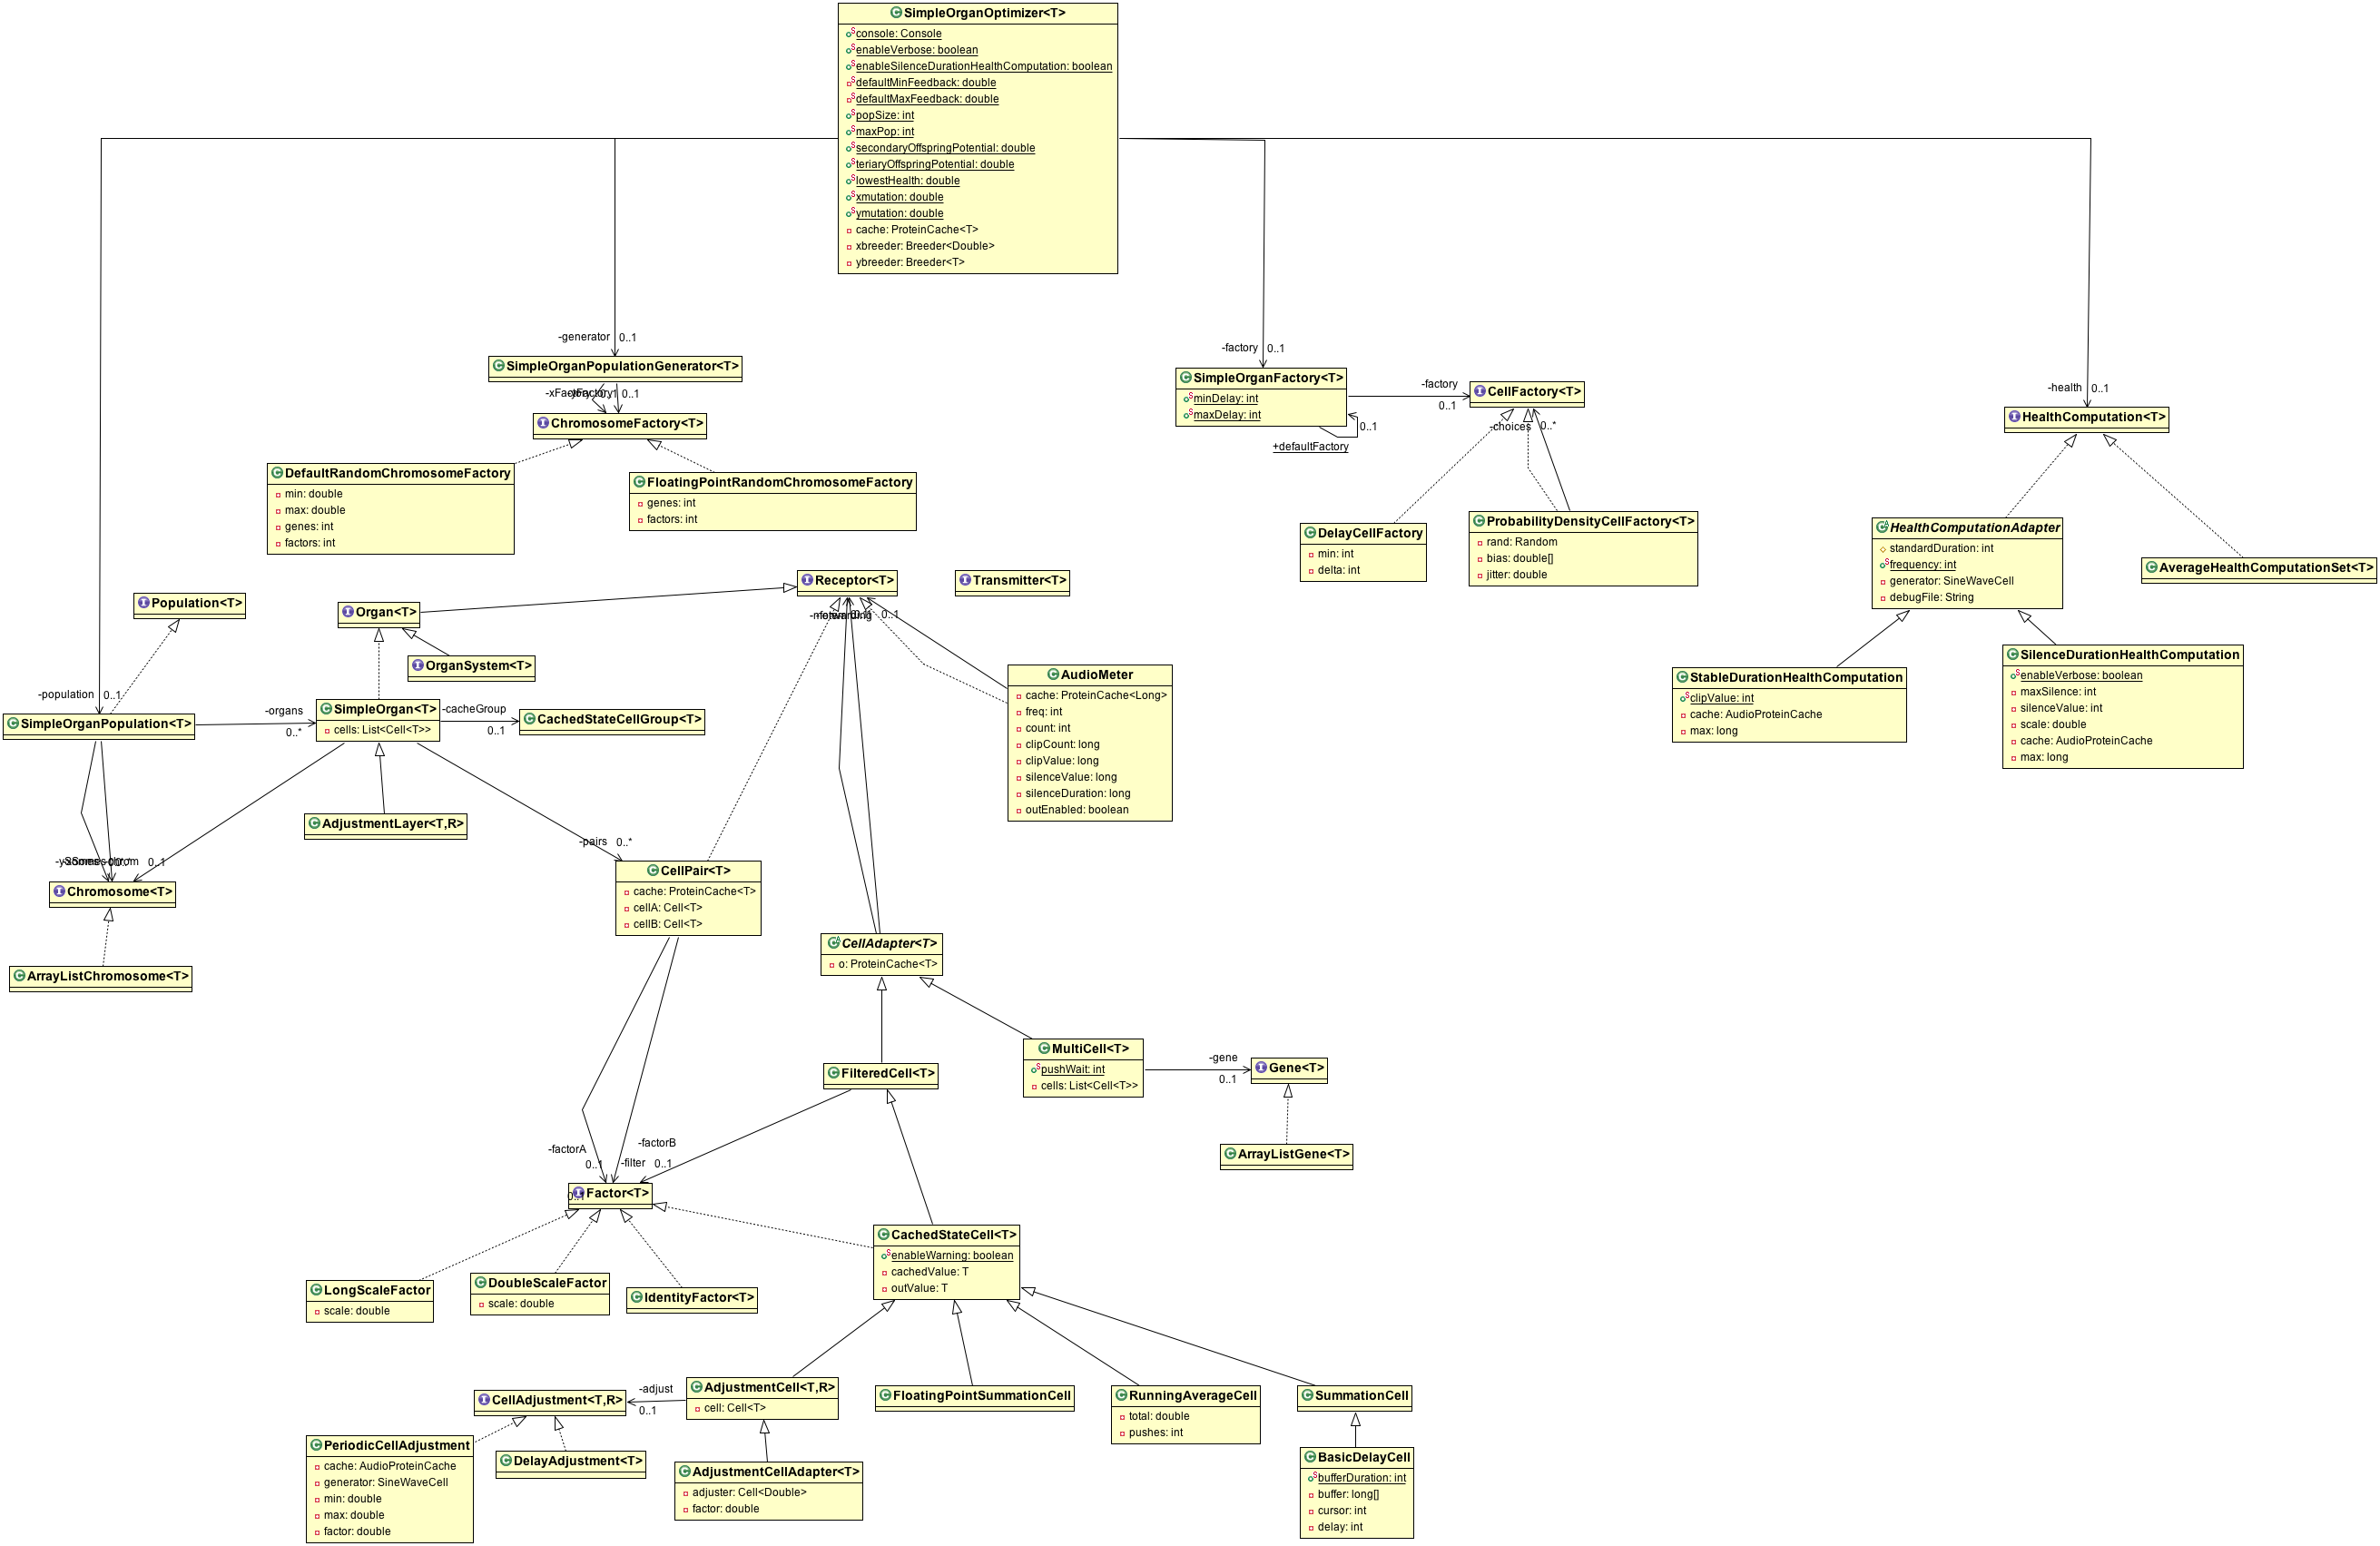 SimpleOrganOptimizer<T>
console: Console
enableVerbose: boolean
enableSilenceDurationHealthComputation: boolean
defaultMinFeedback: double
defaultMaxFeedback: double
popSize: int
maxPop: int
secondaryOffspringPotential: double
teriaryOffspringPotential: double
lowestHealth: double
xmutation: double
ymutation: double
cache: ProteinCache<T>
xbreeder: Breeder<Double>
ybreeder: Breeder<T>
-generator 0..1
SimpleOrganPopulationGenerator<T>
0..1
ChromosomeFactory<T>
DefaultRandomChromosomeFactory
min: double
max: double
genes: int
factors: int
FloatingPointRandomChromosomeFactory
genes: int
factors: int
-factory 0..1
SimpleOrganFactory<T>
minDelay: int
maxDelay: int
-factory
0..1
0..1
+defaultFactory
CellFactory<T>
-choices 0..*
DelayCellFactory
min: int
delta: int
ProbabilityDensityCellFactory<T>
rand: Random
bias: double[]
jitter: double
-health 0..1
HealthComputation<T>
HealthComputationAdapter
standardDuration: int
frequency: int
generator: SineWaveCell
debugFile: String
AverageHealthComputationSet<T>
StableDurationHealthComputation
clipValue: int
cache: AudioProteinCache
max: long
SilenceDurationHealthComputation
enableVerbose: boolean
maxSilence: int
silenceValue: int
scale: double
cache: AudioProteinCache
max: long
Population<T>
Organ<T>
Receptor<T>
Transmitter<T>
0..1
OrganSystem<T>
AudioMeter
cache: ProteinCache<Long>
freq: int
count: int
clipCount: long
clipValue: long
silenceValue: long
silenceDuration: long
outEnabled: boolean
-population 0..1
SimpleOrganPopulation<T>
-organs
0..*
SimpleOrgan<T>
cells: List<Cell<T>>
-cacheGroup
0..1
CachedStateCellGroup<T>
AdjustmentLayer<T,R>
-pairs 0..*
0..1
Chromosome<T>
ArrayListChromosome<T>
CellPair<T>
cache: ProteinCache<T>
cellA: Cell<T>
cellB: Cell<T>
CellAdapter<T>
o: ProteinCache<T>
FilteredCell<T>
MultiCell<T>
pushWait: int
cells: List<Cell<T>>
-gene
0..1
Gene<T>
ArrayListGene<T>
-factorA
0..1
-factorB
-filter 0..1
Factor<T>
0..1
LongScaleFactor
scale: double
DoubleScaleFactor
scale: double
IdentityFactor<T>
CachedStateCell<T>
enableWarning: boolean
cachedValue: T
outValue: T
CellAdjustment<T,R>
-adjust
0..1
AdjustmentCell<T,R>
cell: Cell<T>
FloatingPointSummationCell
RunningAverageCell
total: double
pushes: int
SummationCell
PeriodicCellAdjustment
cache: AudioProteinCache
generator: SineWaveCell
min: double
max: double
factor: double
DelayAdjustment<T>
AdjustmentCellAdapter<T>
adjuster: Cell<Double>
factor: double
BasicDelayCell
bufferDuration: int
buffer: long[]
cursor: int
delay: int